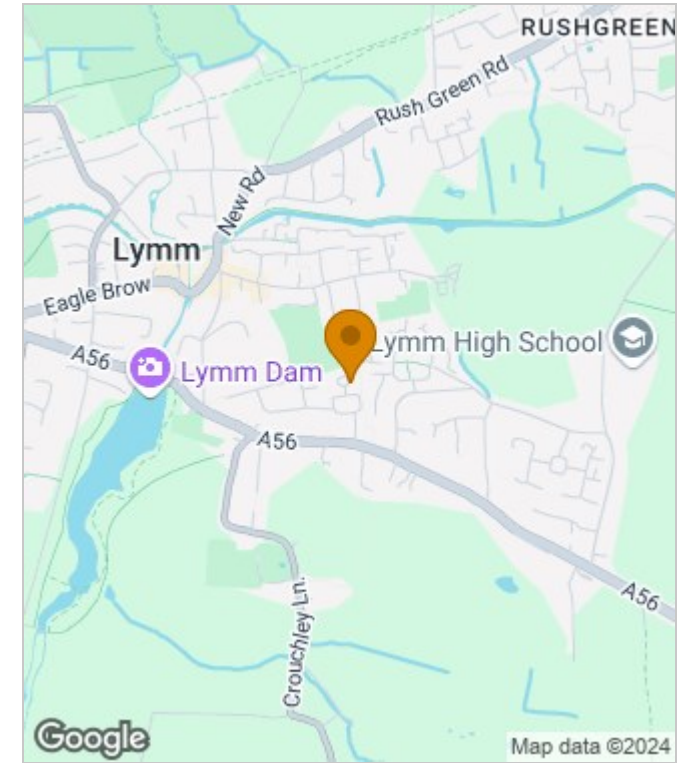 RUSHGREEN
Rush Green Rd
New Rd
Lymm
Eagle Brow
A56
Lymm Dam
Lymm High School
A56
A56
Crouchley Ln.
Google
Map data ©2024